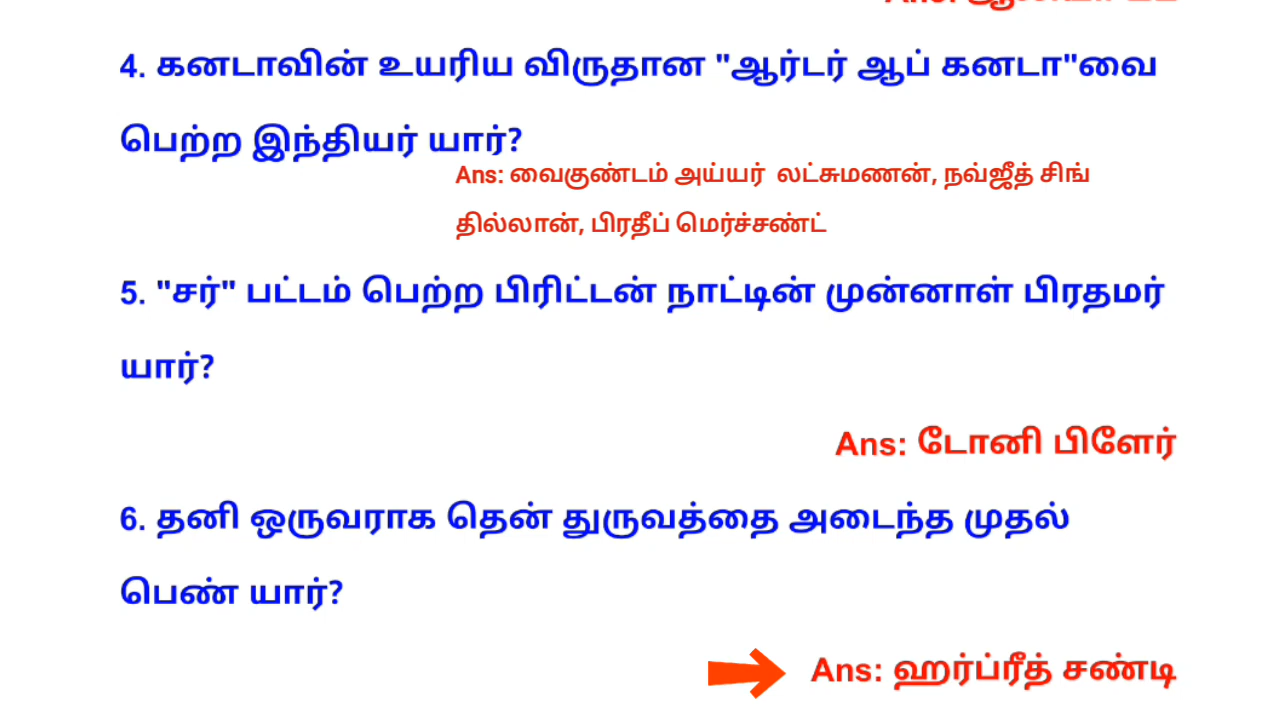 4. கனடாவின் உயரிய விருதான "ஆர்டர் ஆப் கனடா"வை
பெற்ற இந்தியர் யார்?
Ans: வைகுண்டம் அய்யர் லட்சுமணன், நவ்ஜீத் சிங்
தில்லான், பிரதீப் மெர்ச்சண்ட்
5. "சர்" பட்டம் பெற்ற பிரிட்டன் நாட்டின் முன்னாள் பிரதமர்
யார்?
Ans: டோனி பிளேர்
6. தனி ஒருவராக தென் துருவத்தை அடைந்த முதல்
பெண் யார்?
Ans: ஹர்ப்ரீத் சண்டி